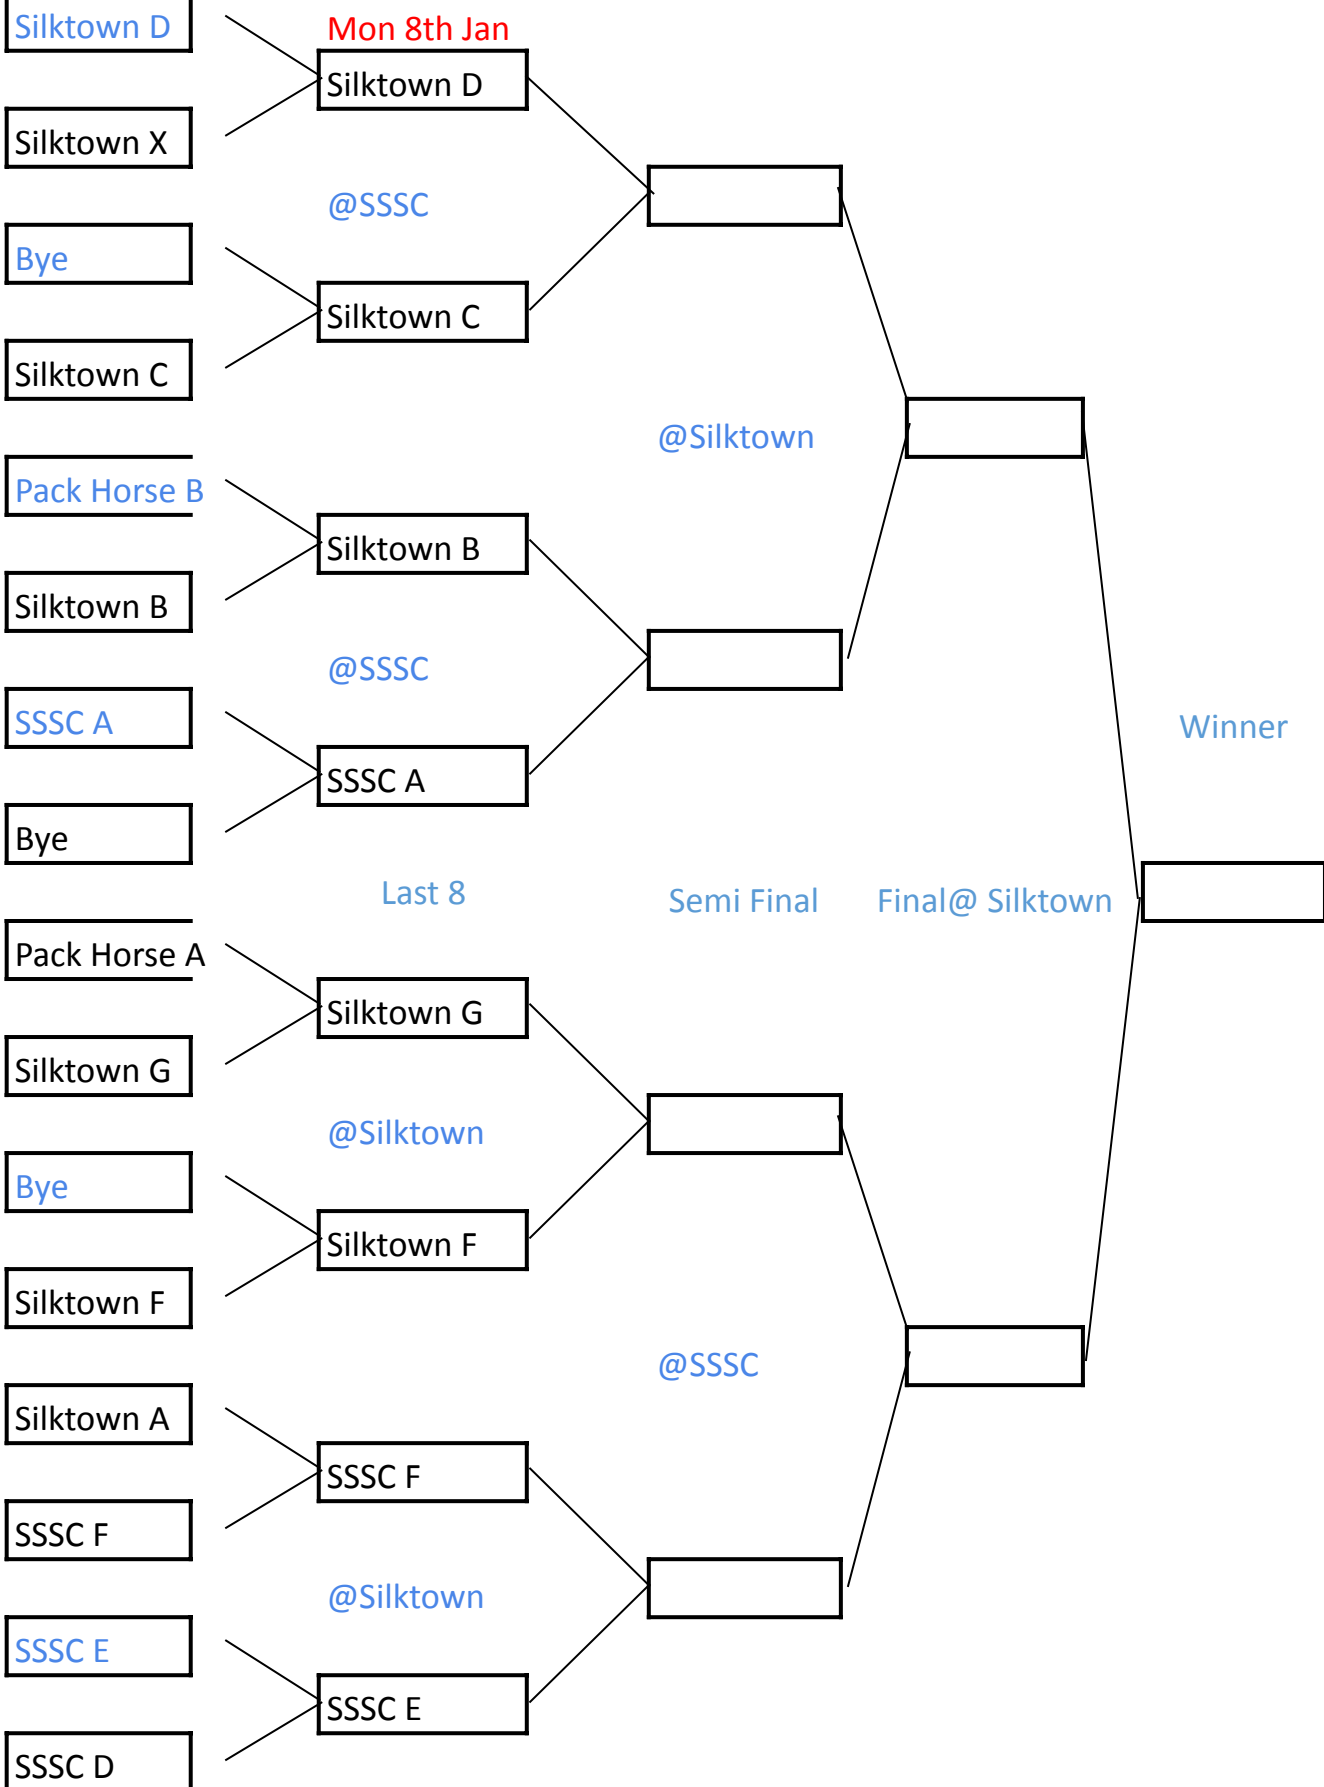 Silktown D
Mon 8th Jan
Silktown D
Silktown X
@SSSC
Bye
Silktown C
Silktown C
@Silktown
Pack Horse B
Silktown B
Silktown B
@SSSC
SSSC A
Winner
SSSC A
Bye
Last 8
Semi Final
Final@ Silktown
Pack Horse A
Silktown G
Silktown G
@Silktown
Bye
Silktown F
Silktown F
@SSSC
Silktown A
SSSC F
SSSC F
@Silktown
SSSC E
SSSC E
SSSC D